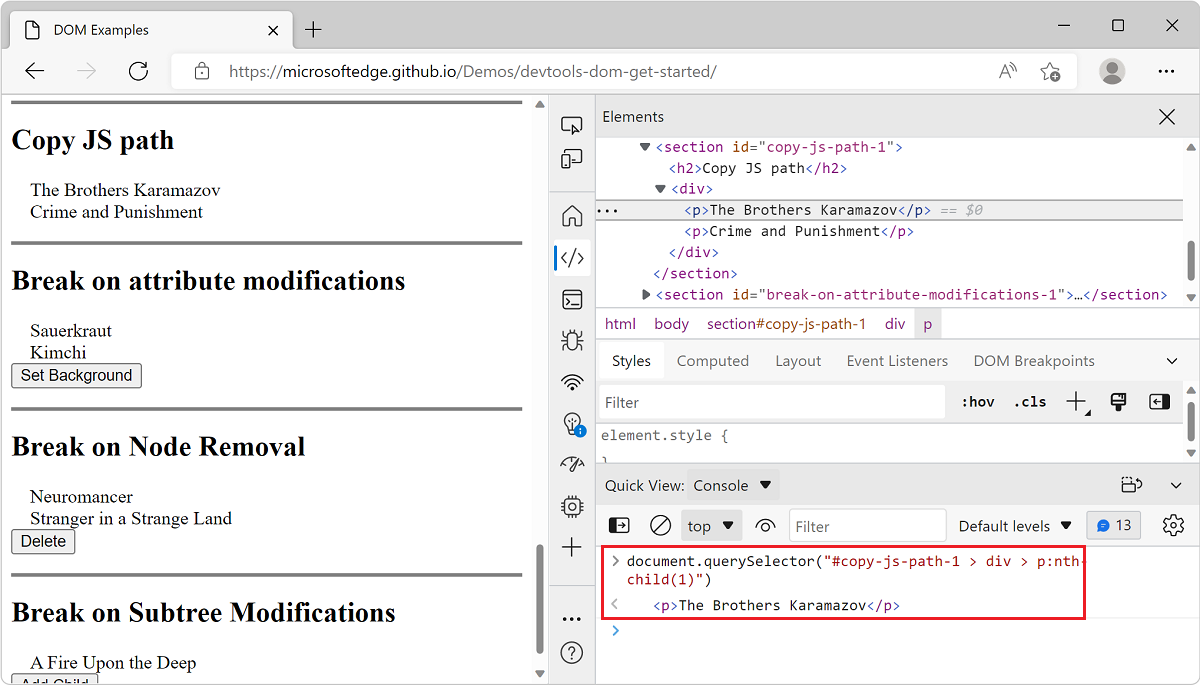 DOM Examples
https://microsoftedge.github.io/Demos/devtools-dom-get-started/
Copy JS path
The Brothers Karamazov
Crime and Punishment
Break on attribute modifications
Sauerkraut
Kimchi
Set Background
Break on Node Removal
Neuromancer
Stranger in a Strange Land
Delete
Break on Subtree Modifications
A Fire Upon the Deep
Add Child
Elements
<section id="copy-js-path-1">
<h2>Copy JS path</h2>
<div>
... <p>The Brothers Karamazov</p> == $0
<p>Crime and Punishment</p>
</div>
</section>
<section id="break-on-attribute-modifications-1">…</section>
html body section#copy-js-path-1 div p
Styles Computed Layout Event Listeners DOM Breakpoints
Filter :hov .cls
element.style {
}
Quick View: Console
top Filter Default levels 13
document.querySelector("#copy-js-path-1 > div > p:nth-
child(1)")
<p>The Brothers Karamazov</p>